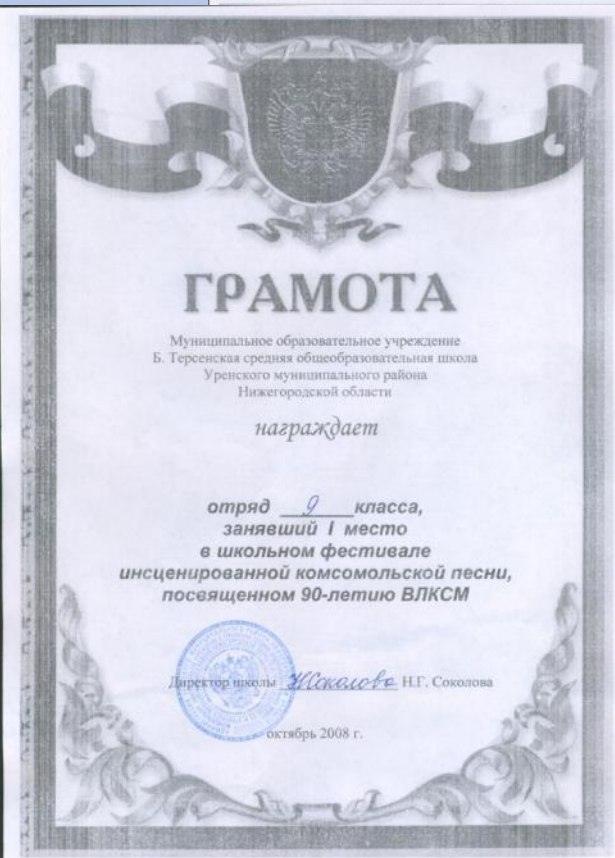 ГРАМОТА
Муниципальное образовательное учреждение
Б. Терсенская средняя общеобразовательная школа
Уренского муниципального района
Нижегородской области
награждает
отряд 9 класса,
занявший I место
в школьном фестивале
инсценированной комсомольской песни,
посвященном 90-летию ВЛКСМ
Директор школы НСоколова Н.Г. Соколова
октябрь 2008 г.